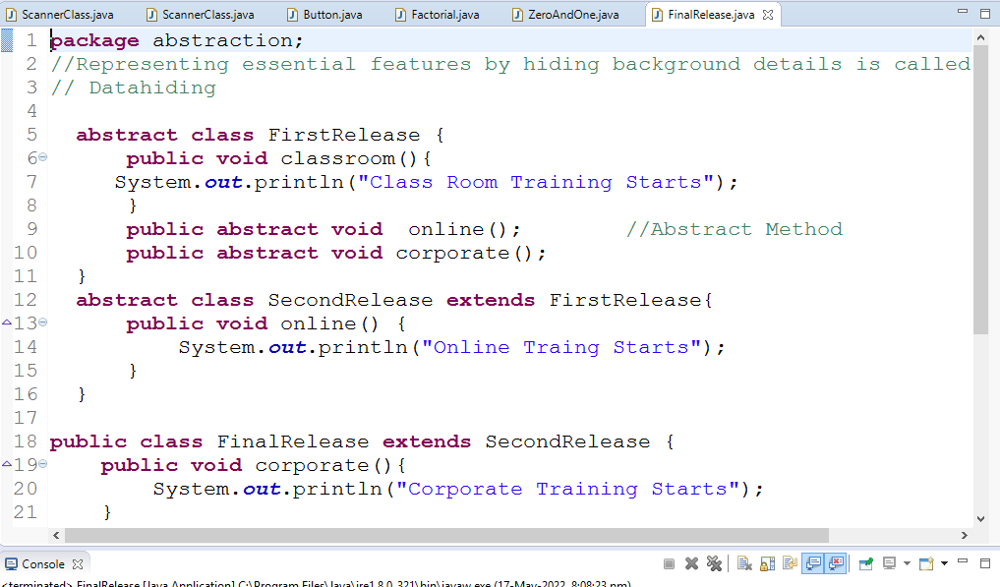 ScannerClass.java ScannerClass.java Button.java Factorial.java ZeroAndOne.java FinalRelease.java
1 package abstraction;
2 //Representing essential features by hiding background details is called
3 // Datahiding
4
5 abstract class FirstRelease {
6 public void classroom(){
7 System.out.println("Class Room Training Starts");
8 }
9 public abstract void online(); //Abstract Method
10 public abstract void corporate();
11 }
12 abstract class SecondRelease extends FirstRelease{
13 public void online() {
14 System.out.println("Online Traing Starts");
15 }
16 }
17
18 public class FinalRelease extends SecondRelease {
19 public void corporate(){
20 System.out.println("Corporate Training Starts");
21 }
Console
<terminated> FinalRelease [Java Application] C:\Program Files\Java\jre1.8.0_321\bin\javaw.exe (17-May-2022, 8:08:23 pm)